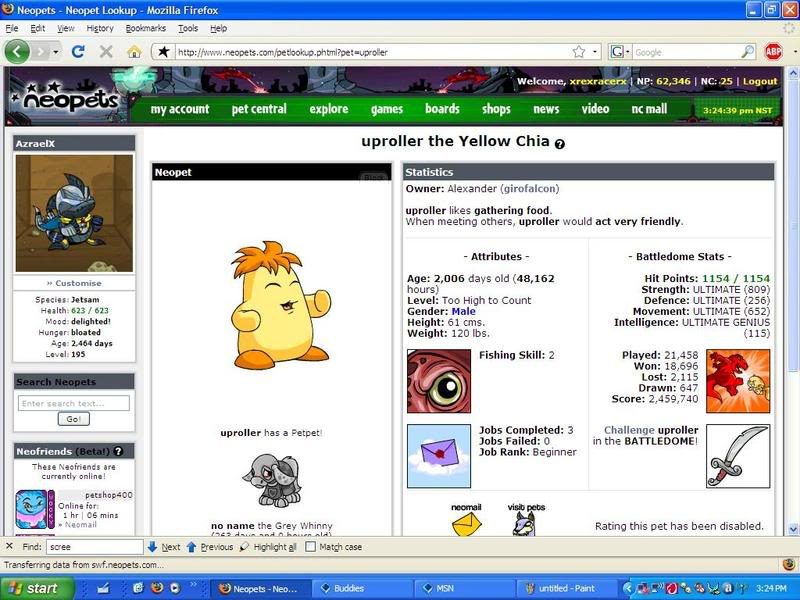 Neopets - Neopet Lookup - Mozilla Firefox
File Edit View History Bookmarks Tools Help
http://www.neopets.com/petlookup.phtml?pet=uproller
Google
ABP
neopets
Welcome, xrexracerx | NP: 62,346 | NC: 25 | Logout
my account pet central explore games boards shops news video nc mall
3:24:39 pm NST
uproller the Yellow Chia ?
AzraelX
» Customise
Species: Jetsam
Health: 623 / 623
Mood: delighted!
Hunger: bloated
Age: 2,464 days
Level: 195
Search Neopets
Enter search text...
Go!
Neofriends (Beta!) ?
These Neofriends are
currently online!
petshop400
Online for:
1 hr | 06 mins
» Neomail
Neopet
uproller has a Petpet!
no name the Grey Whinny
(263 days and 0 hours old)
Statistics
Owner: Alexander (girofalcon)
uproller likes gathering food.
When meeting others, uproller would act very friendly.
- Attributes -
Age: 2,006 days old (48,162
hours)
Level: Too High to Count
Gender: Male
Height: 61 cms.
Weight: 120 lbs.
Fishing Skill: 2
Jobs Completed: 3
Jobs Failed: 0
Job Rank: Beginner
- Battledome Stats -
Hit Points: 1154 / 1154
Strength: ULTIMATE (809)
Defence: ULTIMATE (256)
Movement: ULTIMATE (652)
Intelligence: ULTIMATE GENIUS
(115)
Played: 21,458
Won: 18,696
Lost: 2,115
Drawn: 647
Score: 2,459,740
Challenge uproller
in the BATTLEDOME!
neomail visit pets
Rating this pet has been disabled.
Find: scree Next Previous Highlight all Match case
Transferring data from swf.neopets.com...
start
Neopets - Neo...
Buddies
MSN
untitled - Paint
3:24 PM